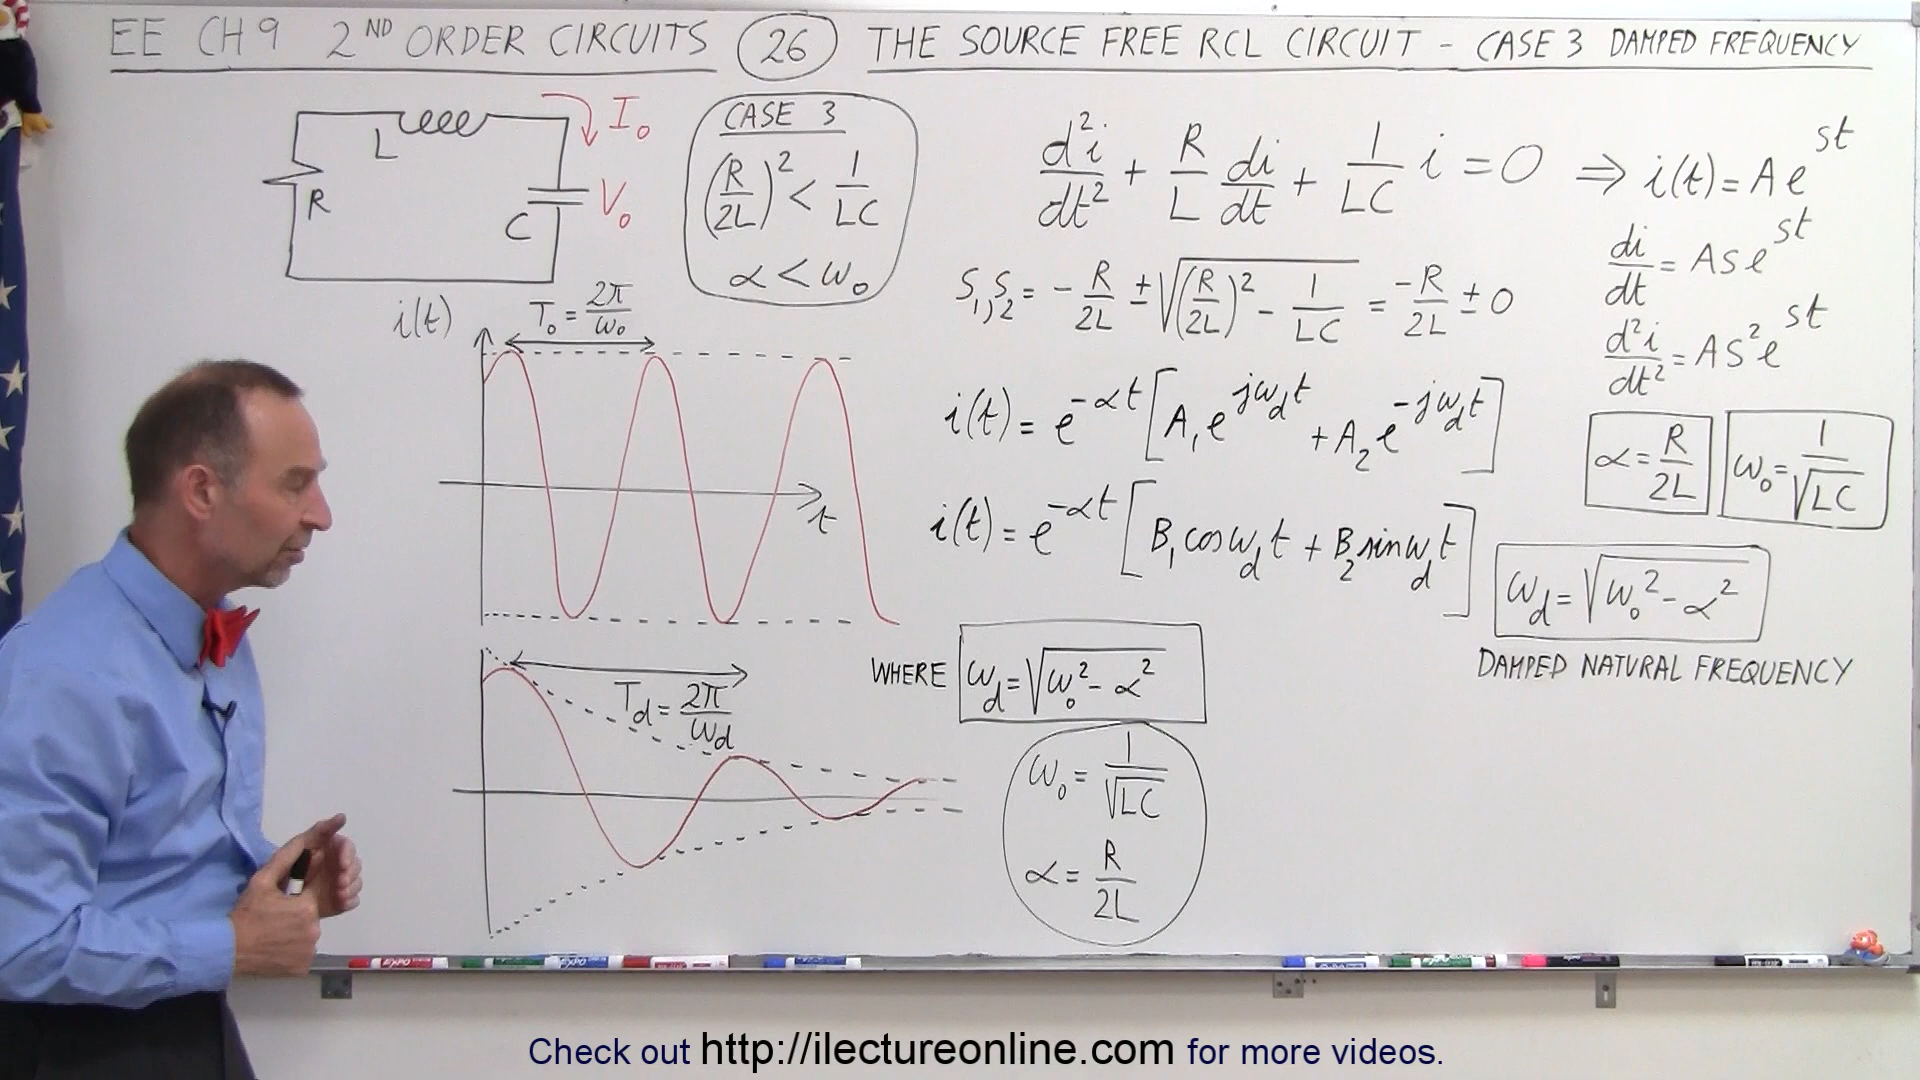 EE CH 9 2ND ORDER CIRCUITS 26 THE SOURCE FREE RCL CIRCUIT - CASE 3 DAMPED FREQUENCY
L
R
C
I₀
V₀
CASE 3
(R/2L)² < 1/LC
α < ω₀
d²i/dt² + R/L di/dt + 1/LC i = 0 ⇒ i(t) = Ae^st
di/dt = Ase^st
d²i/dt² = AS²e^st
S₁,S₂ = -R/2L ± √((R/2L)² - 1/LC) = -R/2L ± 0
i(t) = e^-αt [A₁e^jω_d t + A₂e^-jω_d t]
α = R/2L
ω₀ = 1/√LC
i(t) = e^-αt [B₁cosω_d t + B₂sinω_d t]
ω_d = √(ω₀² - α²)
DAMPED NATURAL FREQUENCY
WHERE ω_d = √(ω₀² - α²)
ω₀ = 1/√LC
α = R/2L
i(t)
T₀ = 2π/ω₀
t
T_d = 2π/ω_d
EXPO
EXPO
Check out http://ilectureonline.com for more videos.